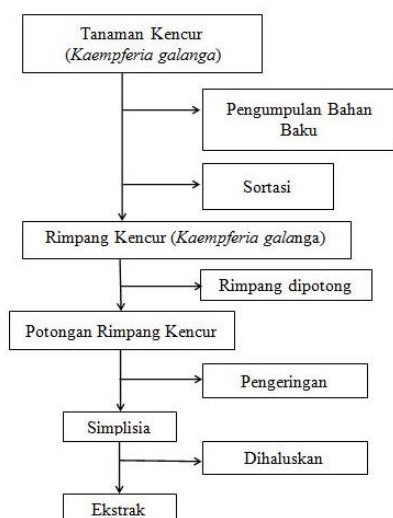 Tanaman Kencur
(Kaempferia galanga)
Pengumpulan Bahan
Baku
Sortasi
Rimpang Kencur (Kaempferia galanga)
Rimpang dipotong
Potongan Rimpang Kencur
Pengeringan
Simplisia
Dihaluskan
Ekstrak